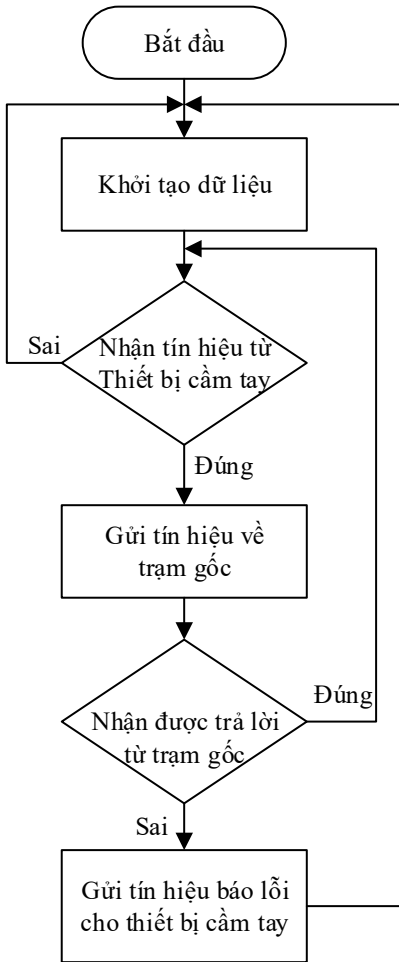 Bắt đầu
Khởi tạo dữ liệu
Sai
Nhận tín hiệu từ
Thiết bị cầm tay
Đúng
Gửi tín hiệu về
trạm gốc
Đúng
Nhận được trả lời
từ trạm gốc
Sai
Gửi tín hiệu báo lỗi
cho thiết bị cầm tay